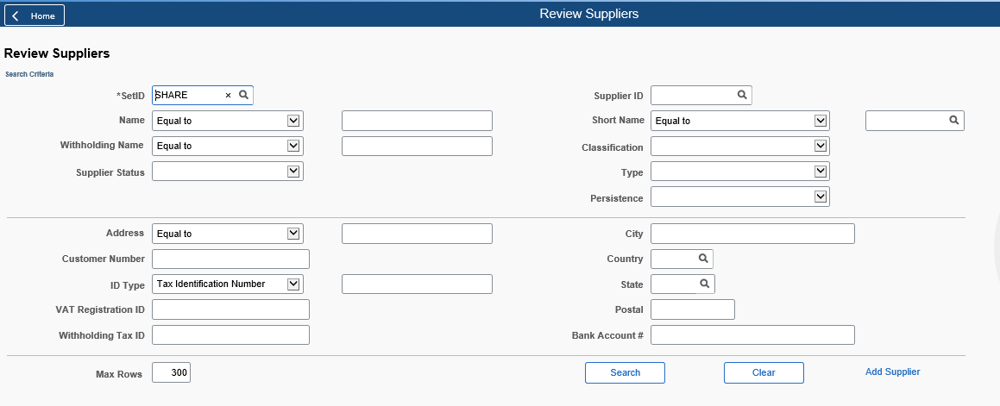 Home
Review Suppliers
Review Suppliers
Search Criteria
*SetID SHARE × Supplier ID
Name Equal to Short Name Equal to
Withholding Name Equal to Classification
Supplier Status Type
Persistence
Address Equal to City
Customer Number Country
ID Type Tax Identification Number State
VAT Registration ID Postal
Withholding Tax ID Bank Account #
Max Rows 300 Search Clear Add Supplier